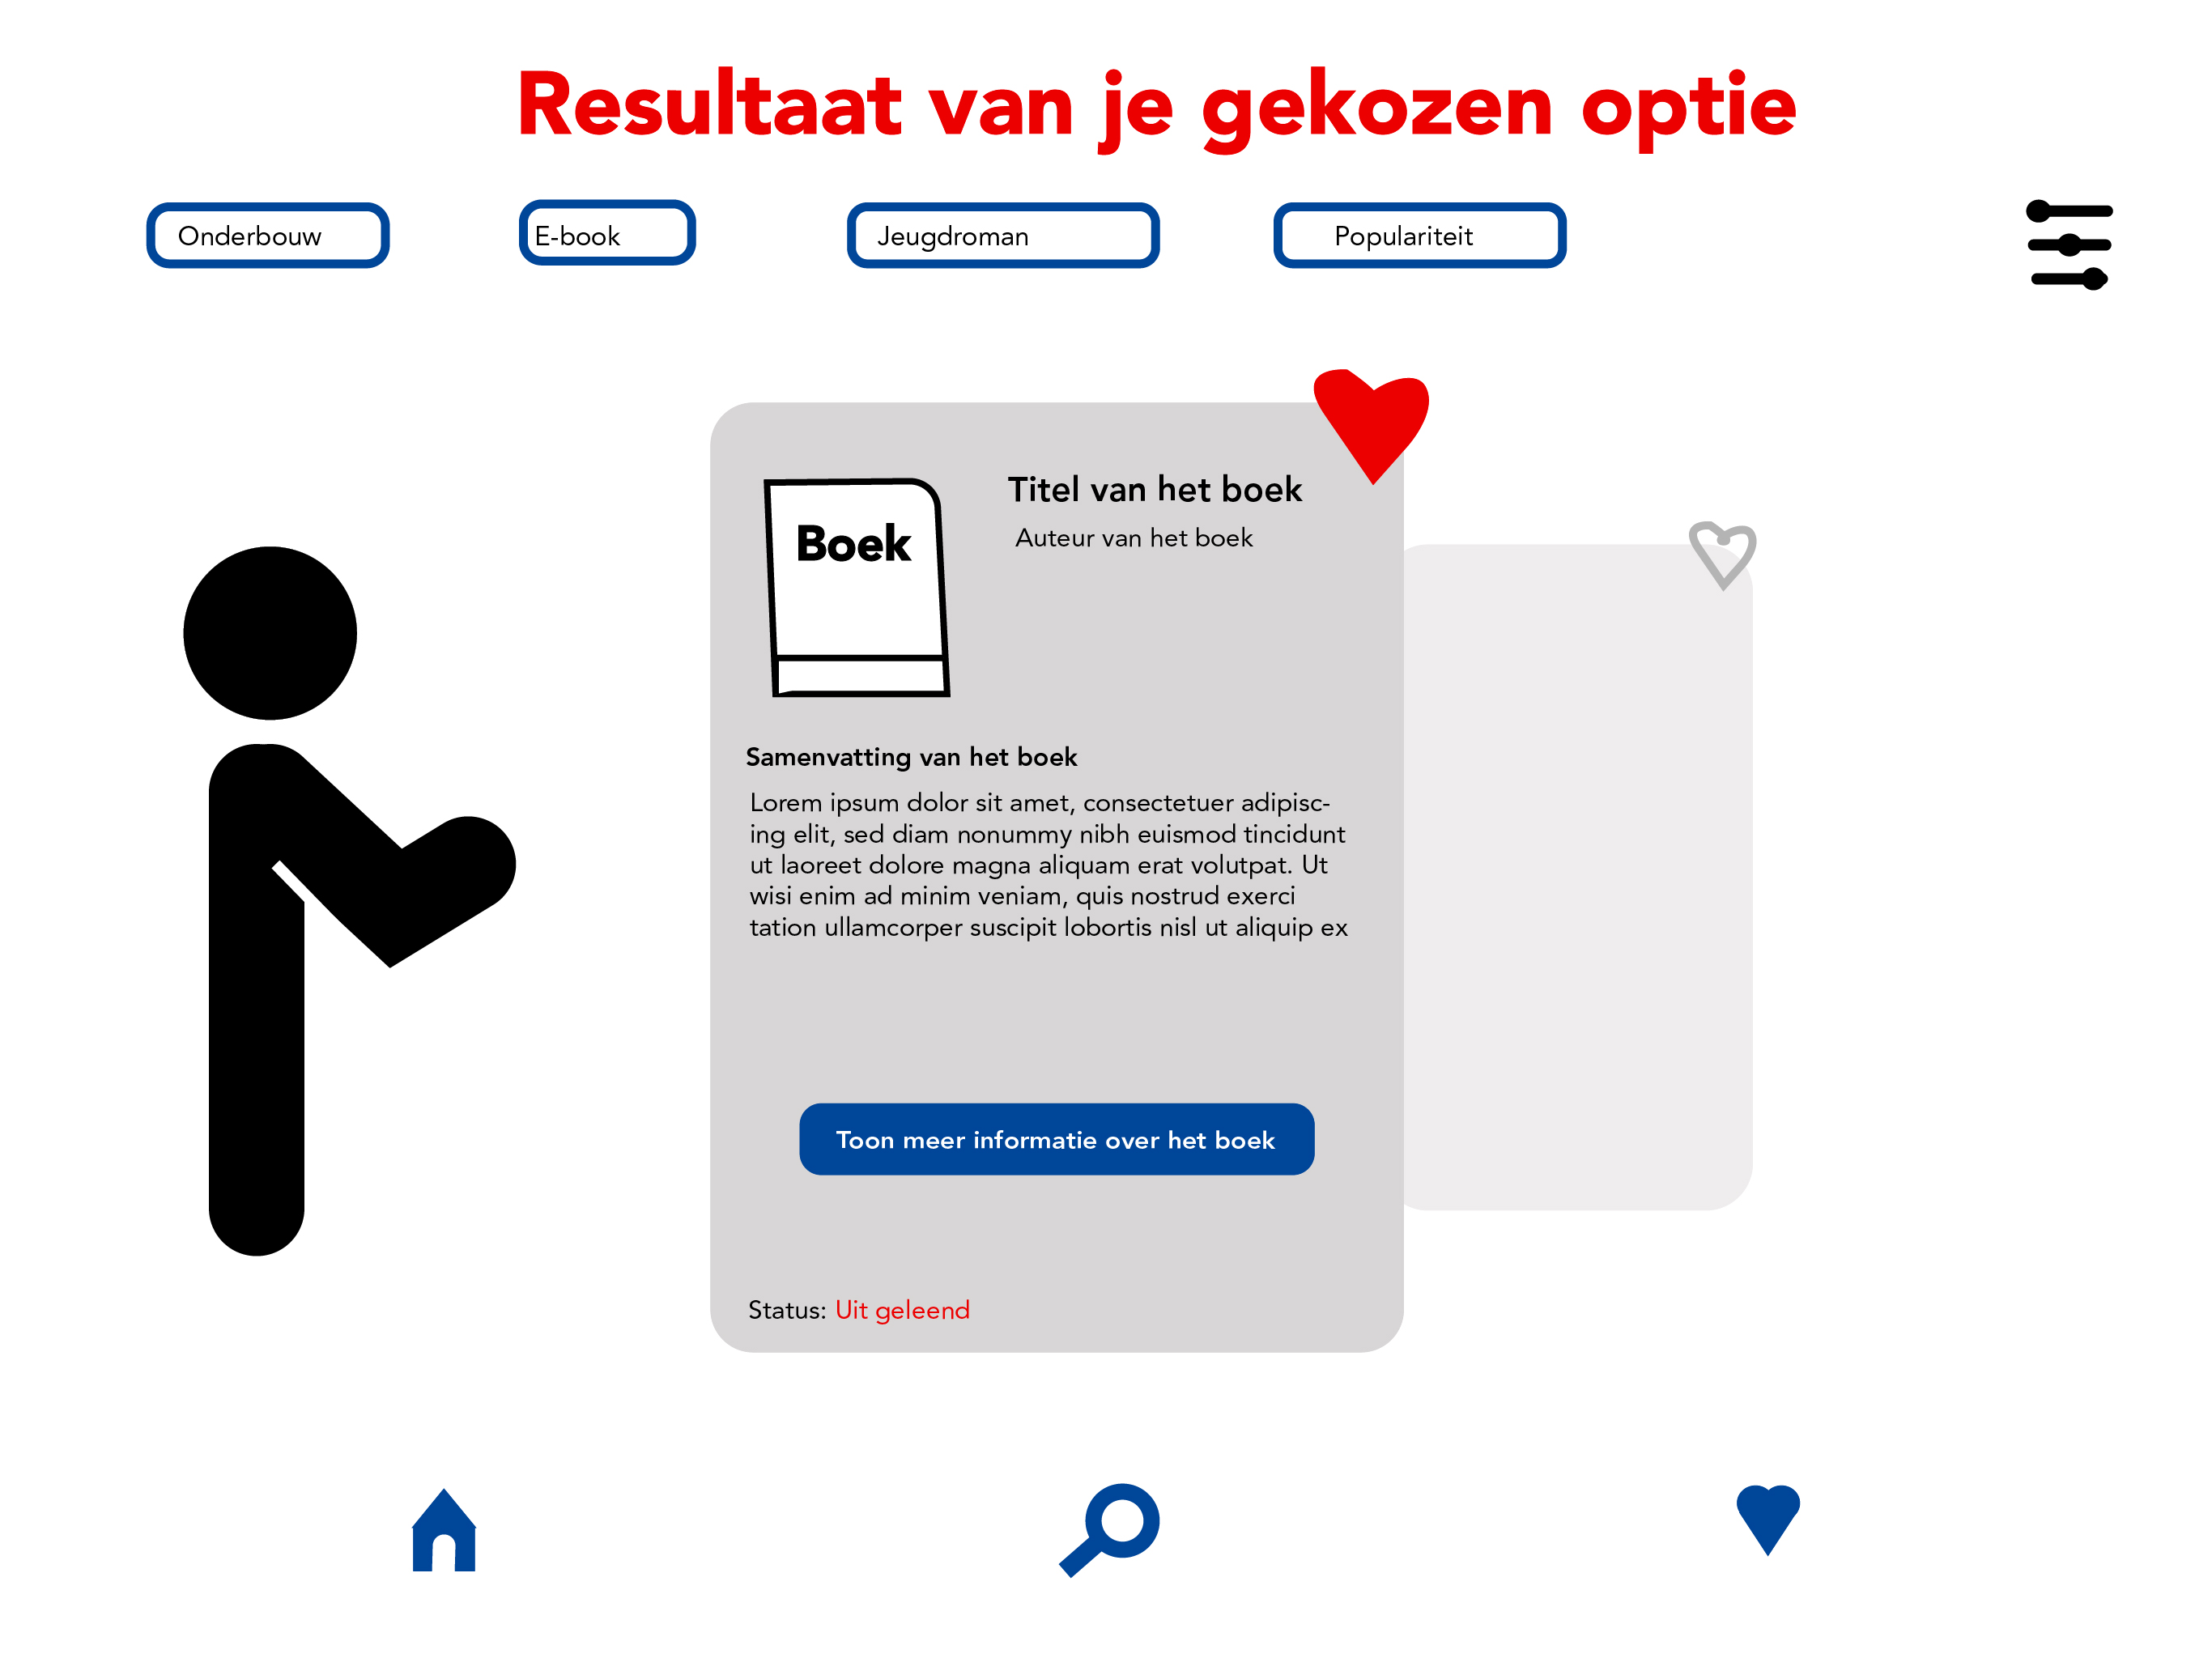 Resultaat van je gekozen optie
Onderbouw
E-book
Jeugdroman
Populariteit
Boek
Titel van het boek
Auteur van het boek
Samenvatting van het boek
Lorem ipsum dolor sit amet, consectetuer adipisc-
ing elit, sed diam nonummy nibh euismod tincidunt
ut laoreet dolore magna aliquam erat volutpat. Ut
wisi enim ad minim veniam, quis nostrud exerci
tation ullamcorper suscipit lobortis nisl ut aliquip ex
Toon meer informatie over het boek
Status: Uit geleend